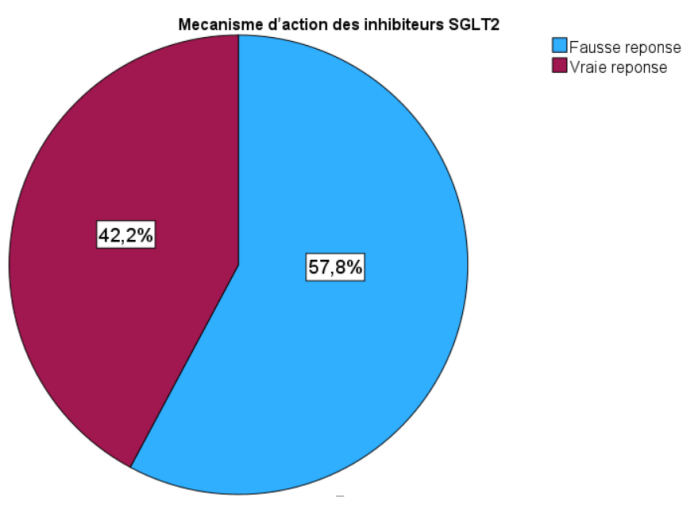 Mecanisme d'action des inhibiteurs SGLT2
Fausse reponse
Vraie reponse
42,2%
57,8%